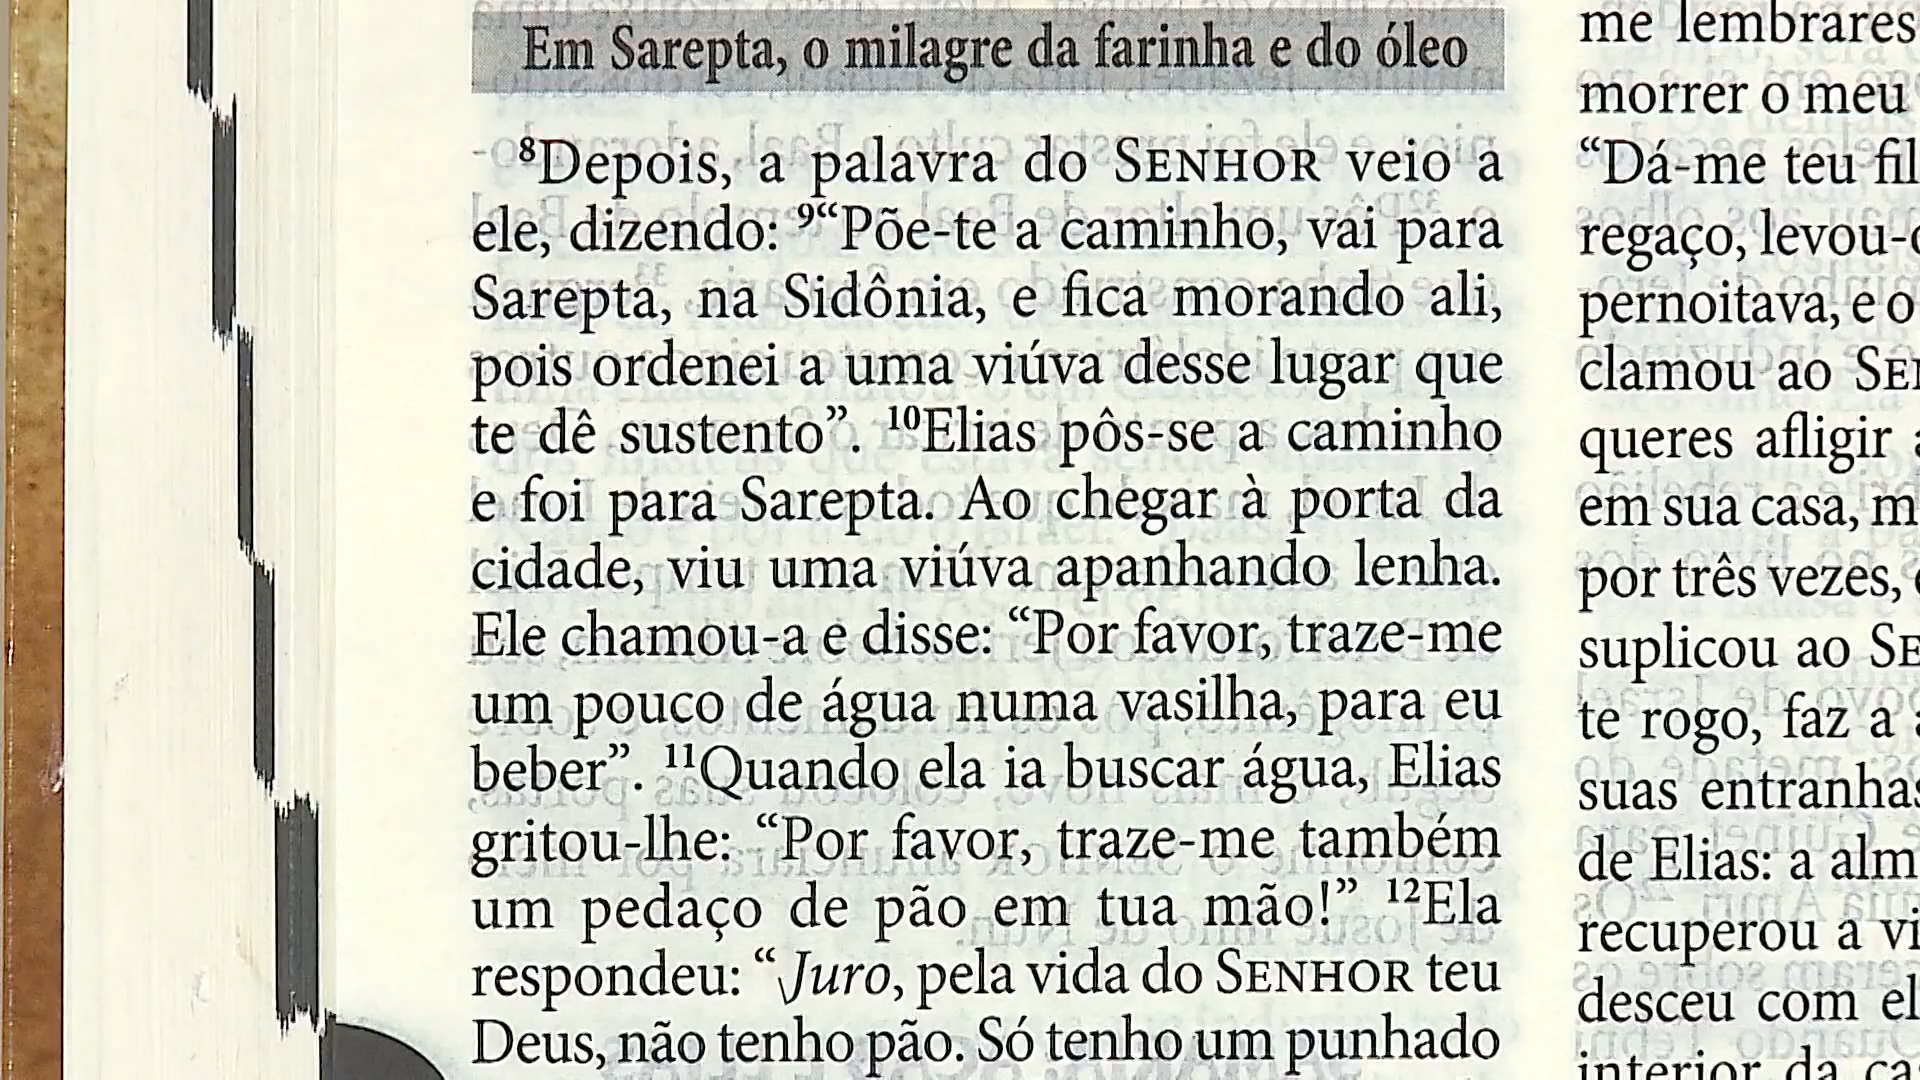 Em Sarepta, o milagre da farinha e do óleo
⁸Depois, a palavra do SENHOR veio a
ele, dizendo: ⁹“Põe-te a caminho, vai para
Sarepta, na Sidônia, e fica morando ali,
pois ordenei a uma viúva desse lugar que
te dê sustento”. ¹⁰Elias pôs-se a caminho
e foi para Sarepta. Ao chegar à porta da
cidade, viu uma viúva apanhando lenha.
Ele chamou-a e disse: “Por favor, traze-me
um pouco de água numa vasilha, para eu
beber”. ¹¹Quando ela ia buscar água, Elias
gritou-lhe: “Por favor, traze-me também
um pedaço de pão em tua mão!” ¹²Ela
respondeu: “Juro, pela vida do SENHOR teu
Deus, não tenho pão. Só tenho um punhado
me lembrares
morrer o meu
“Dá-me teu
regaço,
pernoitava, e o
clamou ao
queres afligir
em sua casa,
por três vezes,
suplicou ao
te rogo, faz a
suas entranhas
de Elias: a
recuperou a
desceu com
interior da